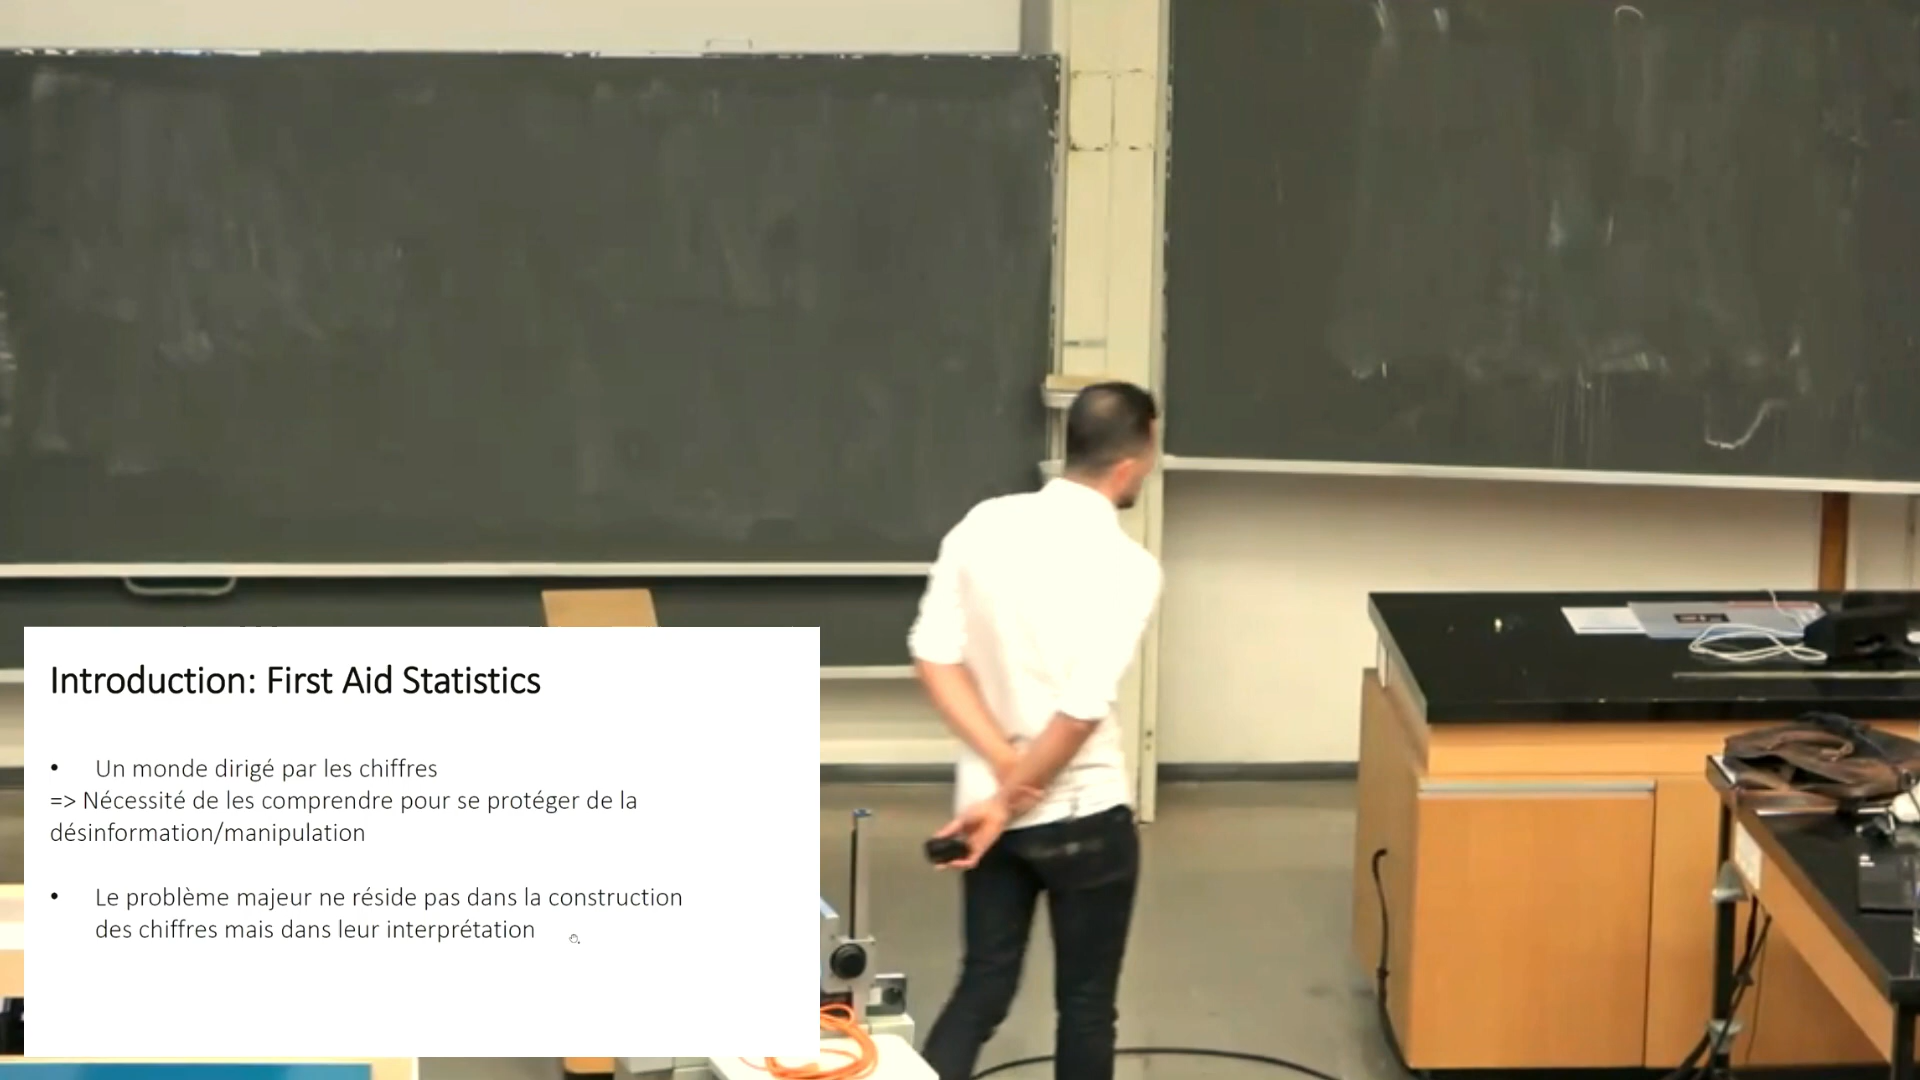 Introduction: First Aid Statistics
• Un monde dirigé par les chiffres
=> Nécessité de les comprendre pour se protéger de la
désinformation/manipulation
• Le problème majeur ne réside pas dans la construction
des chiffres mais dans leur interprétation